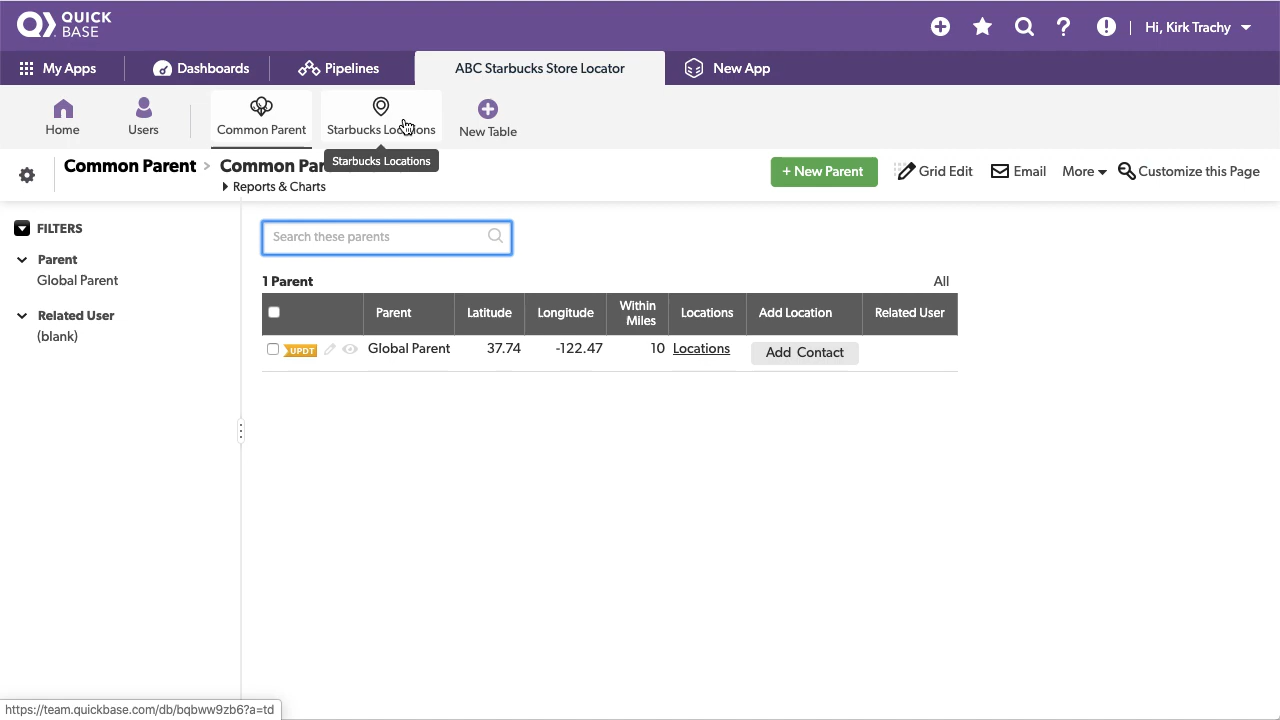 QUICK
BASE
Hi, Kirk Trachy
My Apps
Dashboards
Pipelines
ABC Starbucks Store Locator
New App
Home
Users
Common Parent
Starbucks Locations
New Table
Starbucks Locations
Common Parent > Common Par
Reports & Charts
+ New Parent
Grid Edit
Email
More
Customize this Page
FILTERS
Parent
Global Parent
Related User
(blank)
Search these parents
1 Parent
All
Parent
Latitude
Longitude
Within
Miles
Locations
Add Location
Related User
UPDT
Global Parent
37.74
-122.47
10
Locations
Add Contact
https://team.quickbase.com/db/bqbww9zb6?a=td